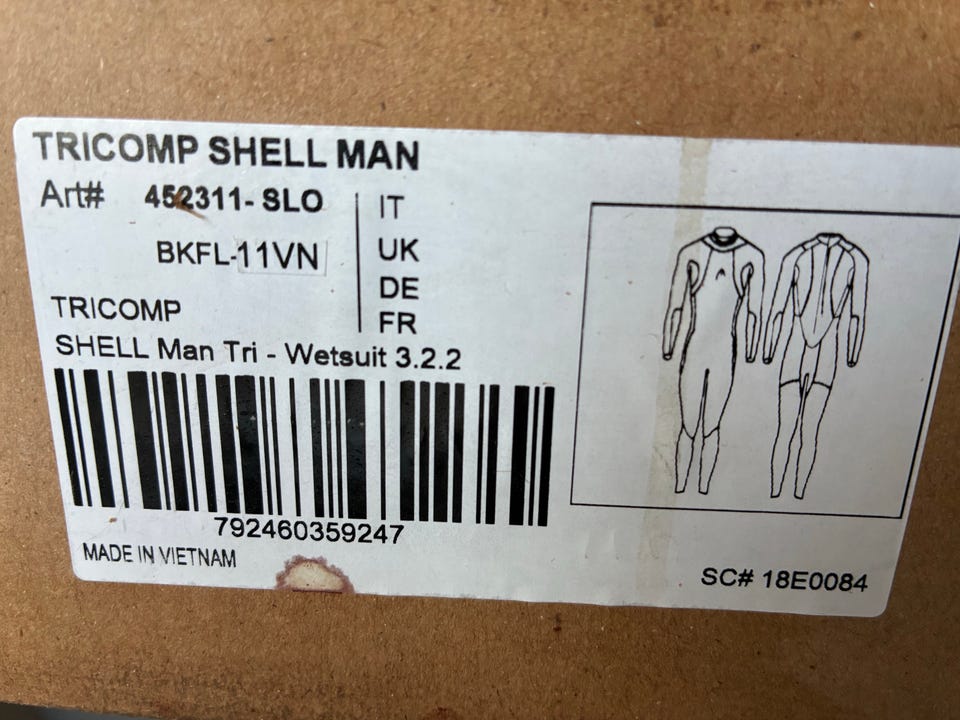 TRICOMP SHELL MAN
Art# 452311- SLO
BKFL-11VN
IT
UK
DE
FR
TRICOMP
SHELL Man Tri - Wetsuit 3.2.2
792460359247
MADE IN VIETNAM
SC# 18E0084